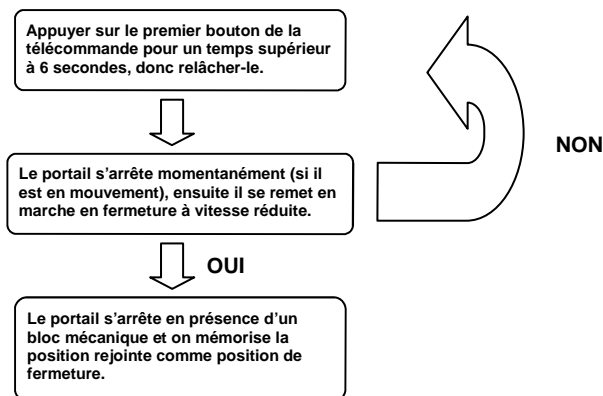 Appuyer sur le premier bouton de la
télécommande pour un temps supérieur
à 6 secondes, donc relâcher-le.
NON
Le portail s'arrête momentanément (si il
est en mouvement), ensuite il se remet en
marche en fermeture à vitesse réduite.
OUI
Le portail s'arrête en présence d'un
bloc mécanique et on mémorise la
position rejointe comme position de
fermeture.